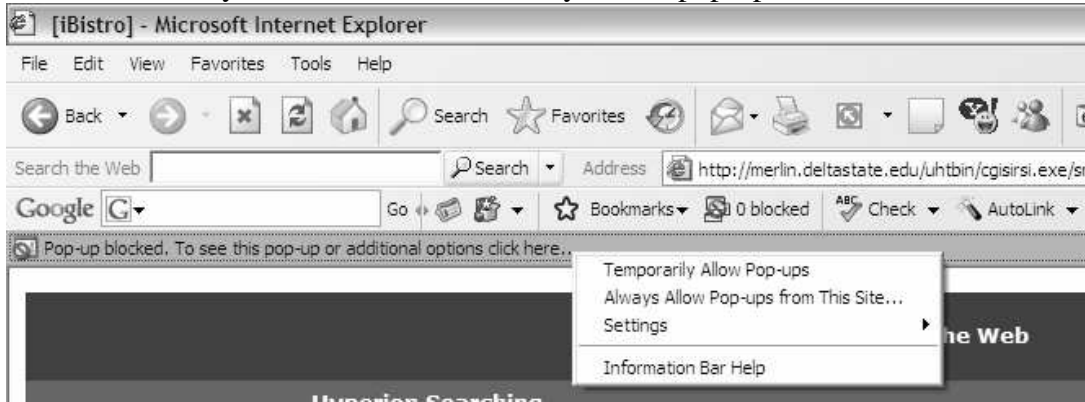 [iBistro] - Microsoft Internet Explorer
File Edit View Favorites Tools Help
Back Search Favorites
Search the Web Search Address http://merlin.deltastate.edu/uhtbin/cgisirsi.exe/
Google G Go Bookmarks 0 blocked ABC Check AutoLink
Pop-up blocked. To see this pop-up or additional options click here...
Temporarily Allow Pop-ups
Always Allow Pop-ups from This Site...
Settings
he Web
Information Bar Help
Hyperion Searching